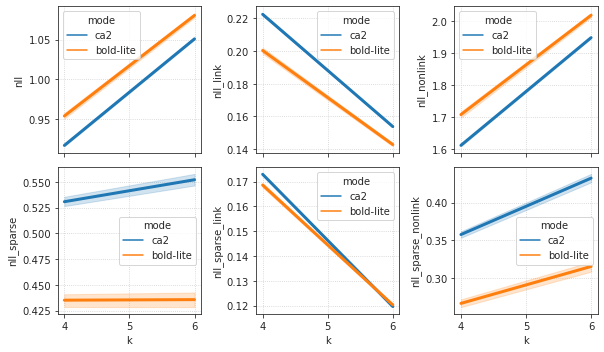 nll
1.05
1.00
0.95
mode
ca2
bold-lite
nll_link
0.22
0.20
0.18
0.16
0.14
mode
ca2
bold-lite
nll_nonlink
2.0
1.9
1.8
1.7
1.6
mode
ca2
bold-lite
nll_sparse
0.550
0.525
0.500
0.475
0.450
0.425
mode
ca2
bold-lite
4
5
6
k
nll_sparse_link
0.17
0.16
0.15
0.14
0.13
0.12
mode
ca2
bold-lite
4
5
6
k
nll_sparse_nonlink
0.40
0.35
0.30
mode
ca2
bold-lite
4
5
6
k